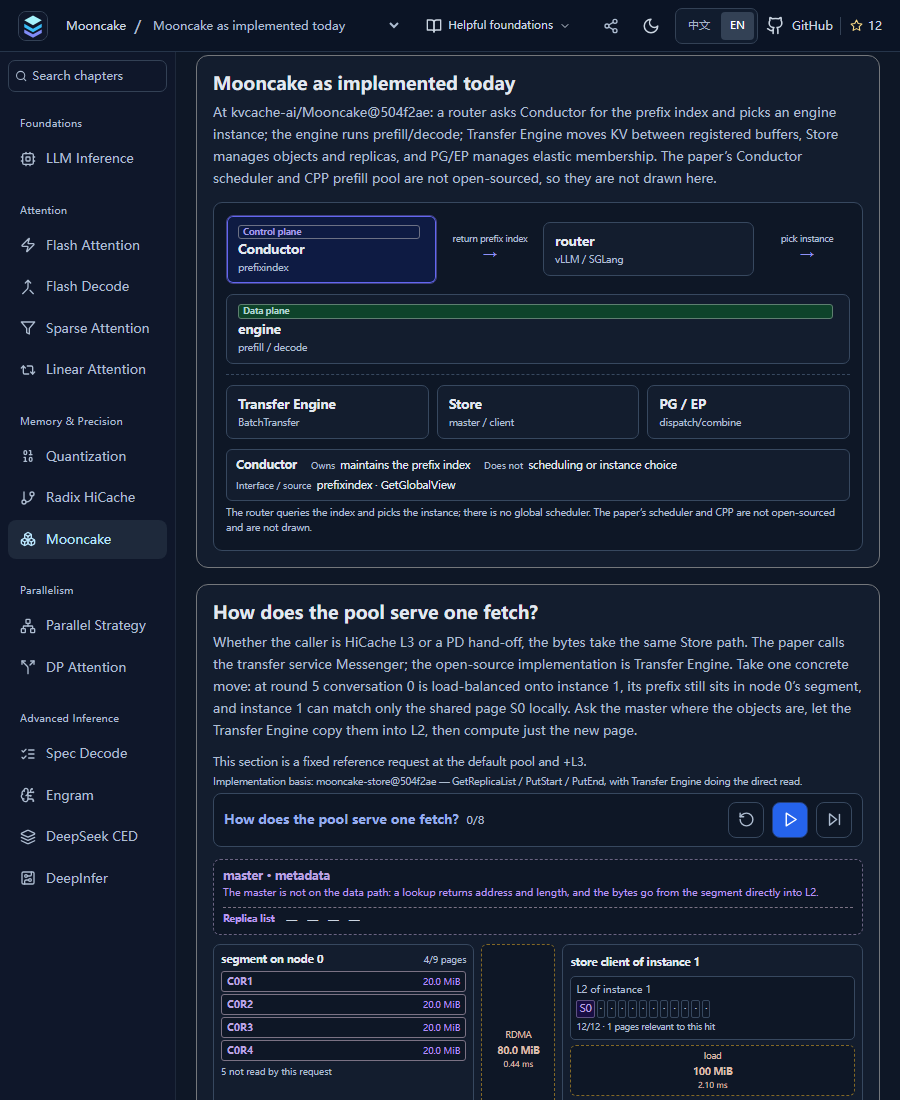 Mooncake / Mooncake as implemented today
Helpful foundations
中文 EN GitHub 12
Search chapters
Foundations
LLM Inference
Attention
Flash Attention
Flash Decode
Sparse Attention
Linear Attention
Memory & Precision
Quantization
Radix HiCache
Mooncake
Parallelism
Parallel Strategy
DP Attention
Advanced Inference
Spec Decode
Engram
DeepSeek CED
DeepInfer
Mooncake as implemented today
At kvcache-ai/Mooncake@504f2ae: a router asks Conductor for the prefix index and picks an engine
instance; the engine runs prefill/decode; Transfer Engine moves KV between registered buffers, Store
manages objects and replicas, and PG/EP manages elastic membership. The paper's Conductor
scheduler and CPP prefill pool are not open-sourced, so they are not drawn here.
Control plane
Conductor
prefixindex
return prefix index
→
router
vLLM / SGLang
pick instance
→
Data plane
engine
prefill / decode
Transfer Engine
BatchTransfer
Store
master / client
PG / EP
dispatch/combine
Conductor Owns maintains the prefix index Does not scheduling or instance choice
Interface / source prefixindex · GetGlobalView
The router queries the index and picks the instance; there is no global scheduler. The paper's scheduler and CPP are not open-sourced
and are not drawn.
How does the pool serve one fetch?
Whether the caller is HiCache L3 or a PD hand-off, the bytes take the same Store path. The paper calls
the transfer service Messenger; the open-source implementation is Transfer Engine. Take one concrete
move: at round 5 conversation 0 is load-balanced onto instance 1, its prefix still sits in node 0's segment,
and instance 1 can match only the shared page S0 locally. Ask the master where the objects are, let the
Transfer Engine copy them into L2, then compute just the new page.
This section is a fixed reference request at the default pool and +L3.
Implementation basis: mooncake-store@504f2ae — GetReplicaList / PutStart / PutEnd, with Transfer Engine doing the direct read.
How does the pool serve one fetch? 0/8
master • metadata
The master is not on the data path: a lookup returns address and length, and the bytes go from the segment directly into L2.
Replica list — — — —
segment on node 0 4/9 pages
C0R1 20.0 MiB
C0R2 20.0 MiB
C0R3 20.0 MiB
C0R4 20.0 MiB
5 not read by this request
RDMA
80.0 MiB
0.44 ms
store client of instance 1
L2 of instance 1
S0 · · · · · · · · · · ·
12/12 · 1 pages relevant to this hit
load
100 MiB
2.10 ms